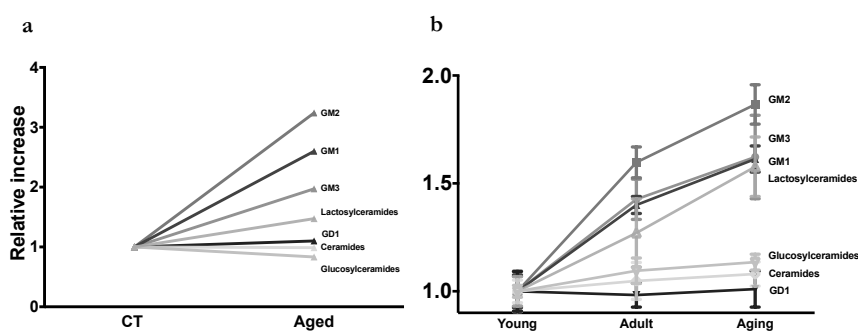 a
Relative increase
4
3
2
1
0
GM2
GM1
GM3
Lactosylceramides
GD1
Ceramides
Glucosylceramides
CT
Aged
b
2.0
1.5
1.0
GM2
GM3
GM1
Lactosylceramides
Glucosylceramides
Ceramides
GD1
Young
Adult
Aging